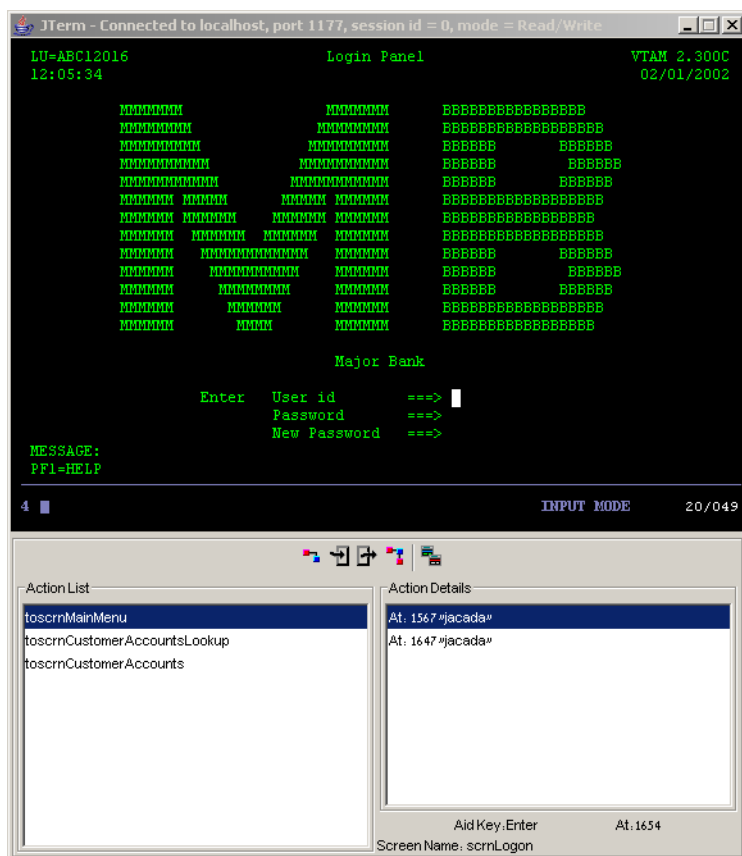 JTerm - Connected to localhost, port 1177, session id = 0, mode = Read/Write
LU=ABC12016 Login Panel VTAM 2.300C
12:05:34 02/01/2002
MMMMMMM MMMMMMM BBBBBBBBBBBBBBBB
MMMMMMMM MMMMMMMM BBBBBBBBBBBBBBBBBB
MMMMMMMMM MMMMMMMMM BBBBBB BBBBBB
MMMMMMMMMM MMMMMMMMMM BBBBBB BBBBBB
MMMMMMMMMMM MMMMMMMMMMM BBBBBB BBBBBB
MMMMMM MMMMM MMMMM MMMMMM BBBBBBBBBBBBBBBBBB
MMMMMM MMMMMM MMMMMM MMMMMM BBBBBBBBBBBBBBBBB
MMMMMM MMMMMM MMMMMM MMMMMM BBBBBBBBBBBBBBBBBB
MMMMMM MMMMMMMMMMMM MMMMMM BBBBBB BBBBBB
MMMMMM MMMMMMMMMM MMMMMM BBBBBB BBBBBB
MMMMMM MMMMMMMM MMMMMM BBBBBB BBBBBB
MMMMMM MMMMMM MMMMMM BBBBBBBBBBBBBBBBBB
MMMMMM MMMM MMMMMM BBBBBBBBBBBBBBBBB
Major Bank
Enter User id ===>
Password ===>
New Password ===>
MESSAGE:
PF1=HELP
4 INPUT MODE 20/049
Action List
toscrnMainMenu
toscrnCustomerAccountsLookup
toscrnCustomerAccounts
Action Details
At: 1567 "jacada"
At: 1647 "jacada"
Aid Key:Enter At:1654
Screen Name: scrnLogon